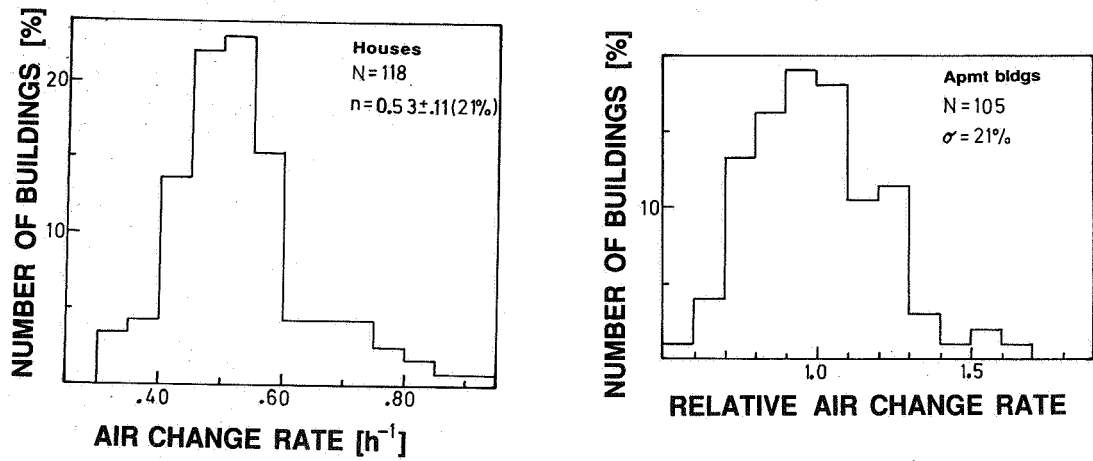 NUMBER OF BUILDINGS [%]
20
10
Houses
N=118
n=0.53±.11(21%)
.40 .60 .80
AIR CHANGE RATE [h⁻¹]
NUMBER OF BUILDINGS [%]
10
Apmt bldgs
N=105
σ=21%
1.0 1.5
RELATIVE AIR CHANGE RATE